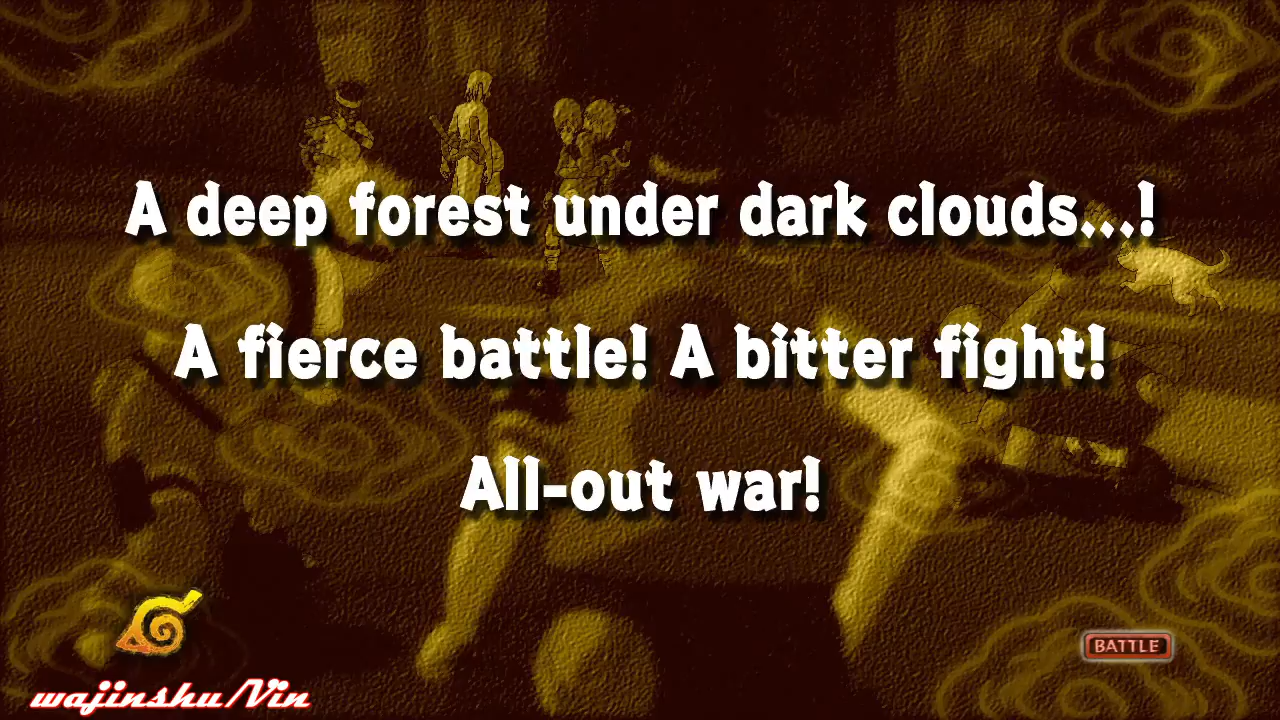 A deep forest under dark clouds...!
A fierce battle! A bitter fight!
All-out war!
BATTLE
wajinshu/Vin